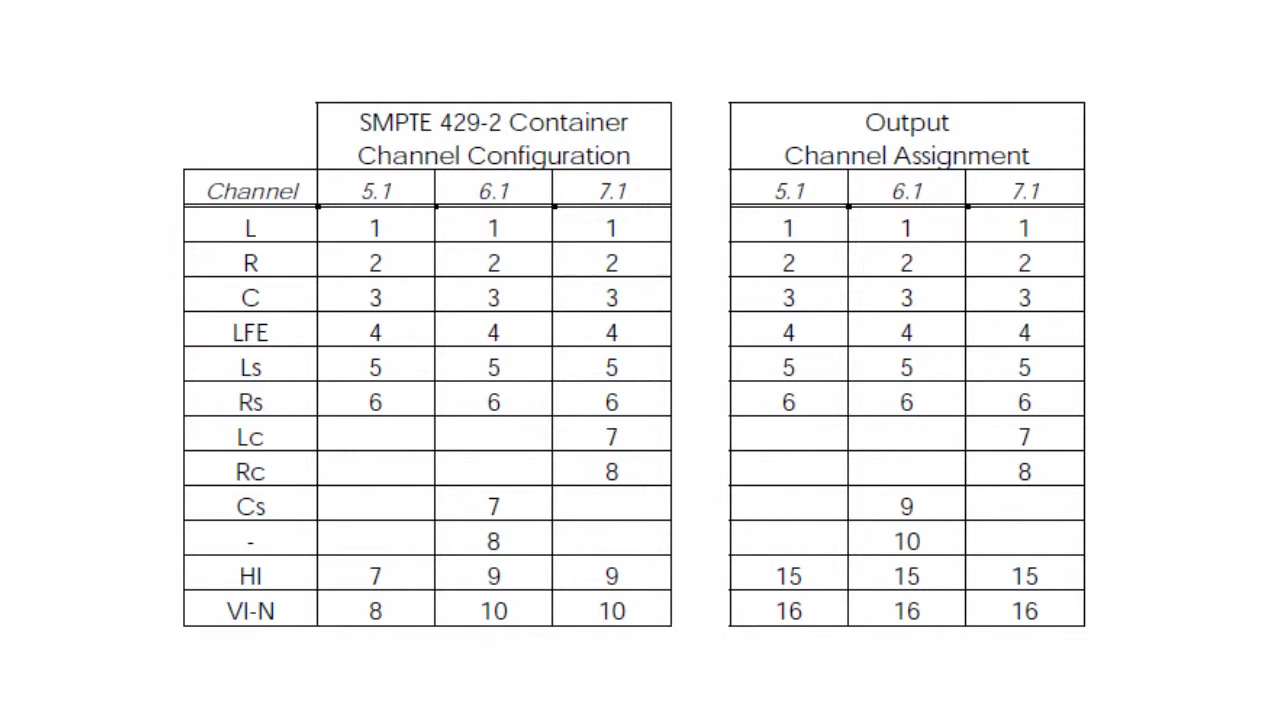 SMPTE 429-2 Container Output
Channel Configuration Channel Assignment
Channel 5.1 6.1 7.1 5.1 6.1 7.1
L 1 1 1 1 1 1
R 2 2 2 2 2 2
C 3 3 3 3 3 3
LFE 4 4 4 4 4 4
Ls 5 5 5 5 5 5
Rs 6 6 6 6 6 6
Lc 7 7
Rc 8 8
Cs 7 9
- 8 10
HI 7 9 9 15 15 15
VI-N 8 10 10 16 16 16